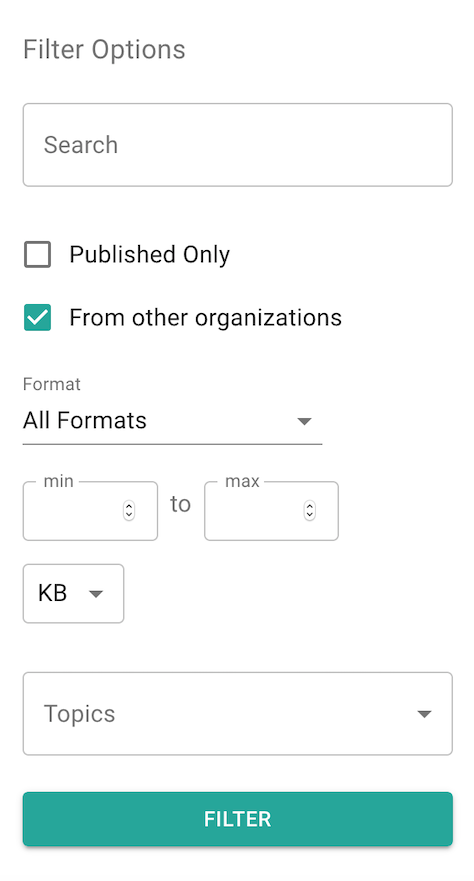 Filter Options
Search
Published Only
From other organizations
Format
All Formats
min to max
KB
Topics
FILTER